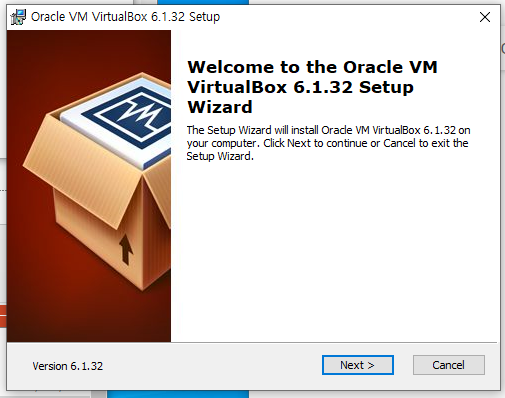 Oracle VM VirtualBox 6.1.32 Setup
Welcome to the Oracle VM
VirtualBox 6.1.32 Setup
Wizard
The Setup Wizard will install Oracle VM VirtualBox 6.1.32 on
your computer. Click Next to continue or Cancel to exit the
Setup Wizard.
Version 6.1.32
Next >
Cancel